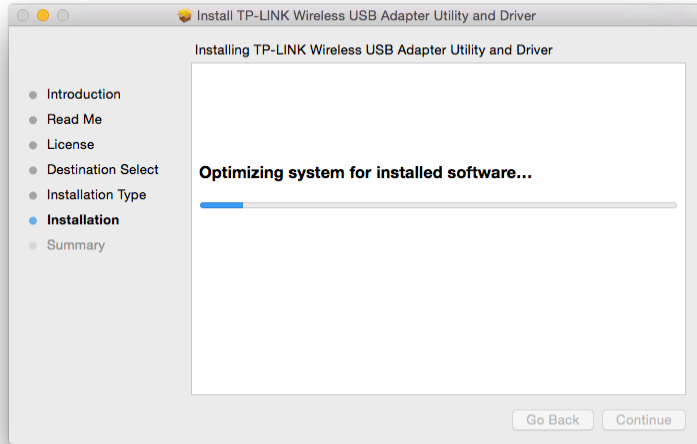 Install TP-LINK Wireless USB Adapter Utility and Driver
Installing TP-LINK Wireless USB Adapter Utility and Driver
Introduction
Read Me
License
Destination Select
Installation Type
Installation
Summary
Optimizing system for installed software...
Go Back
Continue